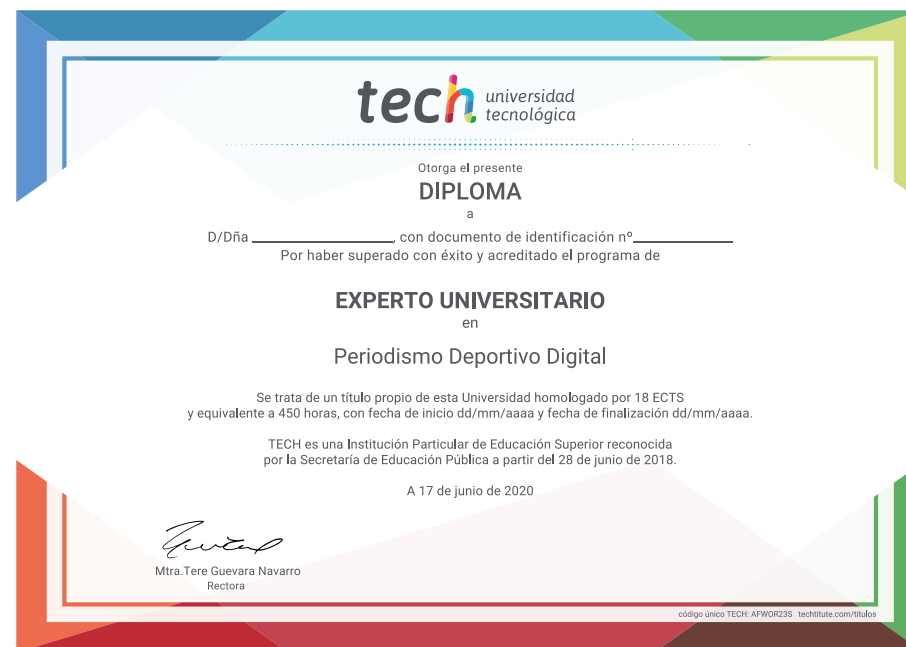 tech universidad
tecnológica
Otorga el presente
DIPLOMA
a
D/Dña ________________, con documento de identificación nº____________
Por haber superado con éxito y acreditado el programa de
EXPERTO UNIVERSITARIO
en
Periodismo Deportivo Digital
Se trata de un título propio de esta Universidad homologado por 18 ECTS
y equivalente a 450 horas, con fecha de inicio dd/mm/aaaa y fecha de finalización dd/mm/aaaa.
TECH es una Institución Particular de Educación Superior reconocida
por la Secretaría de Educación Pública a partir del 28 de junio de 2018.
A 17 de junio de 2020
Mtra.Tere Guevara Navarro
Rectora
código único TECH: AFWOR23S techtitute.com/titulos